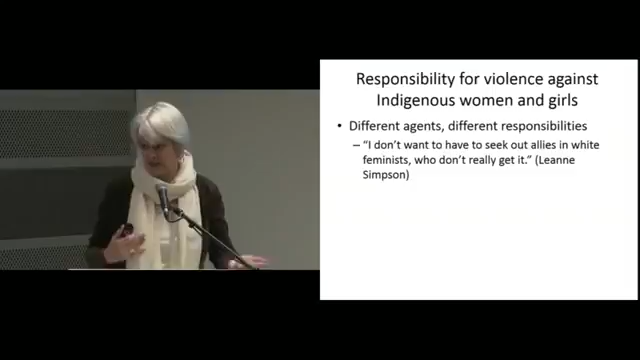 Responsibility for violence against
Indigenous women and girls
• Different agents, different responsibilities
– “I don’t want to have to seek out allies in white
feminists, who don’t really get it.” (Leanne
Simpson)